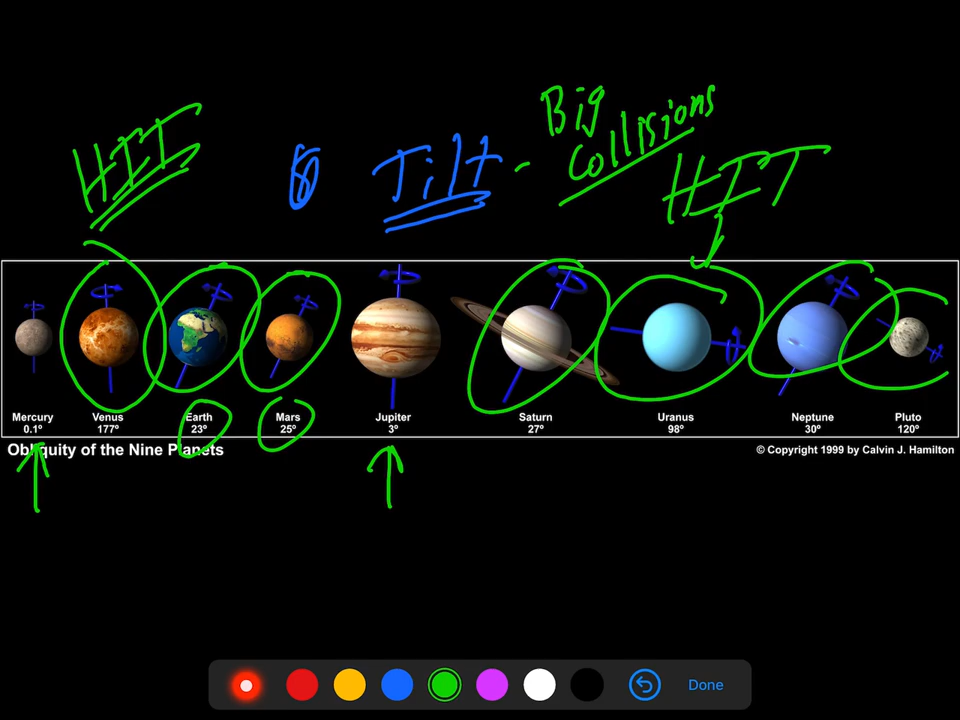 HIT
Tilt - Big
Collisions
HIT
Mercury Venus Earth Mars Jupiter Saturn Uranus Neptune Pluto
0.1° 177° 23° 25° 3° 27° 98° 30° 120°
Obliquity of the Nine Planets © Copyright 1999 by Calvin J. Hamilton
Done